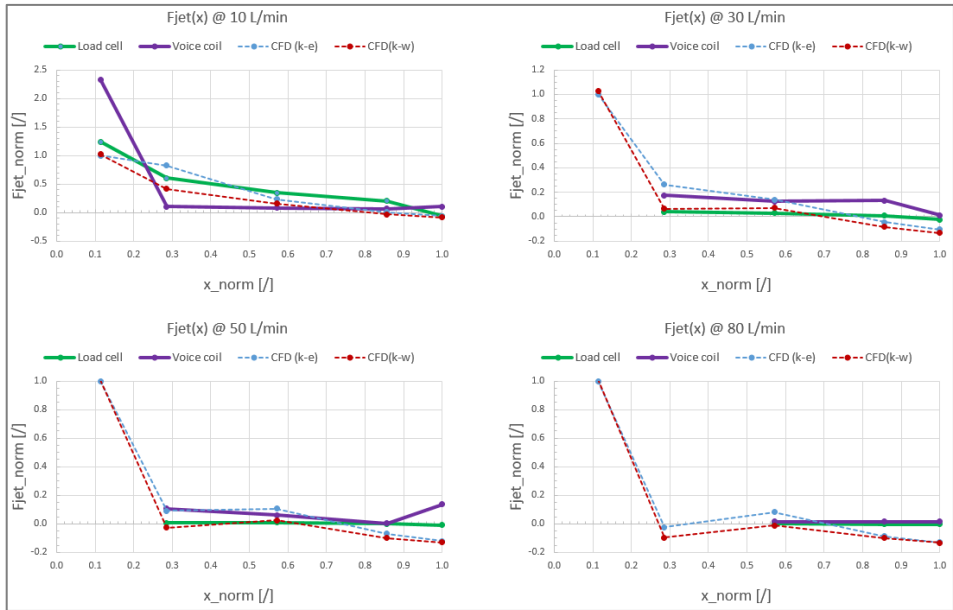 Fjet(x) @ 10 L/min
Load cell Voice coil CFD (k-e) CFD(k-w)
2.5
2.0
1.5
1.0
0.5
0.0
-0.5
Fjet_norm [/]
0.0 0.1 0.2 0.3 0.4 0.5 0.6 0.7 0.8 0.9 1.0
x_norm [/]
Fjet(x) @ 30 L/min
Load cell Voice coil CFD (k-e) CFD(k-w)
1.2
1.0
0.8
0.6
0.4
0.2
0.0
-0.2
Fjet_norm [/]
0.0 0.1 0.2 0.3 0.4 0.5 0.6 0.7 0.8 0.9 1.0
x_norm [/]
Fjet(x) @ 50 L/min
Load cell Voice coil CFD (k-e) CFD(k-w)
1.0
0.8
0.6
0.4
0.2
0.0
-0.2
Fjet_norm [/]
0.0 0.1 0.2 0.3 0.4 0.5 0.6 0.7 0.8 0.9 1.0
x_norm [/]
Fjet(x) @ 80 L/min
Load cell Voice coil CFD (k-e) CFD(k-w)
1.0
0.8
0.6
0.4
0.2
0.0
-0.2
Fjet_norm [/]
0.0 0.1 0.2 0.3 0.4 0.5 0.6 0.7 0.8 0.9 1.0
x_norm [/]